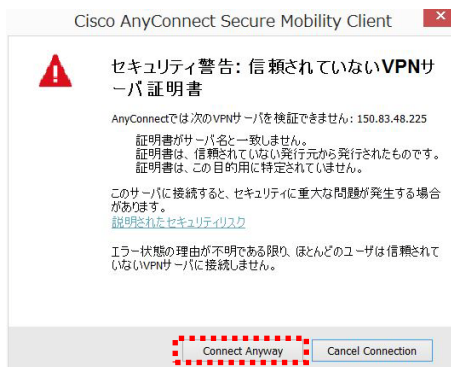 Cisco AnyConnect Secure Mobility Client
セキュリティ警告: 信頼されていないVPNサ
ーバ証明書
AnyConnectでは次のVPNサーバを検証できません: 150.83.48.225
証明書がサーバ名と一致しません。
証明書は、信頼されていない発行元から発行されたものです。
証明書は、この目的用に特定されていません。
このサーバに接続すると、セキュリティに重大な問題が発生する場合
があります。
説明されたセキュリティリスク
エラー状態の理由が不明である限り、ほとんどのユーザは信頼されて
いないVPNサーバに接続しません。
Connect Anyway
Cancel Connection